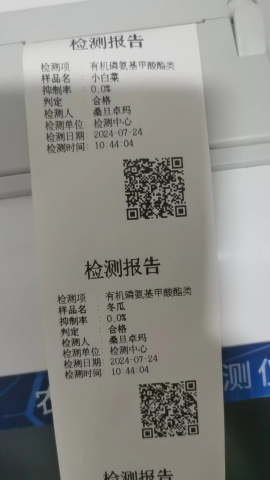 检测报告
检测项 : 有机磷氨基甲酸酯类
样品名 : 小白菜
抑制率 : 0.0%
判定 : 合格
检测人 : 桑旦卓玛
检测单位: 检测中心
检测日期: 2024-07-24
检测时间: 10:44:04
检测报告
检测项 : 有机磷氨基甲酸酯类
样品名 : 冬瓜
抑制率 : 0.0%
判定 : 合格
检测人 : 桑旦卓玛
检测单位: 检测中心
检测日期: 2024-07-24
检测时间: 10:44:04
测仪
检测报告